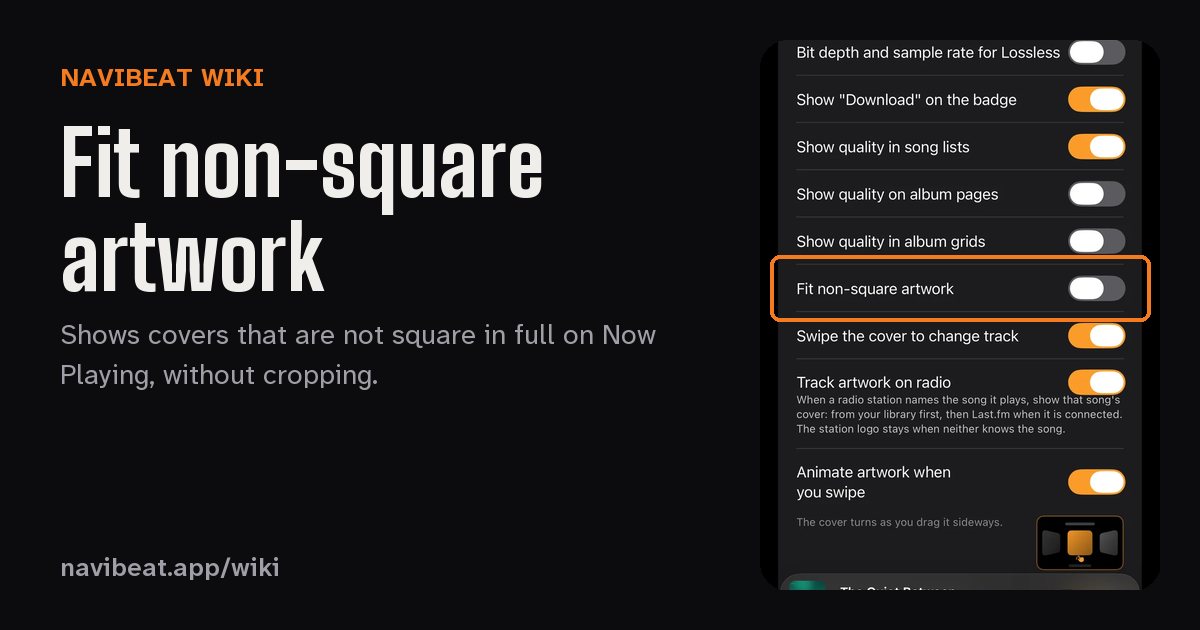 NAVIBEAT WIKI
Fit non-square
artwork
Shows covers that are not square in full on Now
Playing, without cropping.
navibeat.app/wiki
Bit depth and sample rate for Lossless
Show "Download" on the badge
Show quality in song lists
Show quality on album pages
Show quality in album grids
Fit non-square artwork
Swipe the cover to change track
Track artwork on radio
When a radio station names the song it plays, show that song's
cover: from your library first, then Last.fm when it is connected.
The station logo stays when neither knows the song.
Animate artwork when
you swipe
The cover turns as you drag it sideways.
The Quiet Between